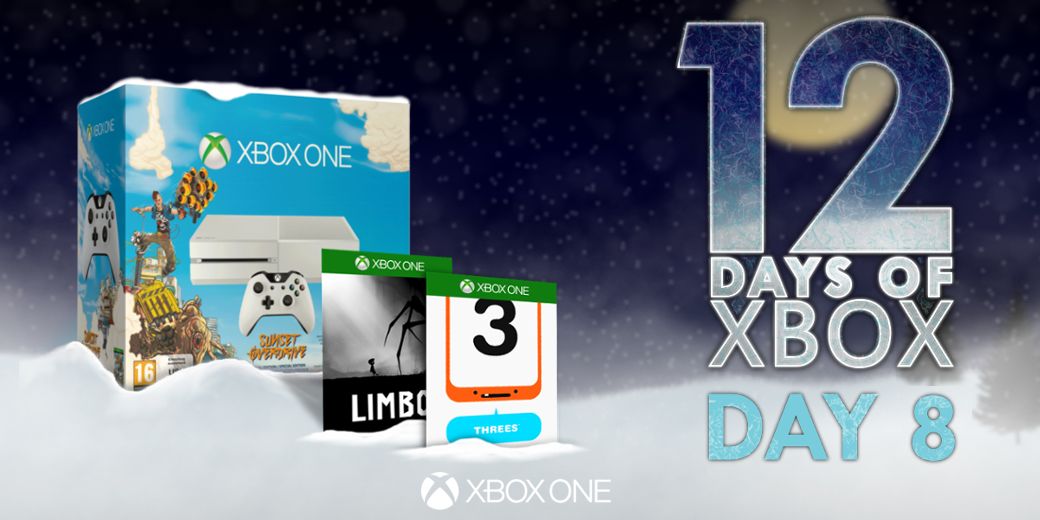 XBOX ONE
SUNSET
OVERDRIVE
16
XBOX ONE
LIMBO
XBOX ONE
3
THREES
12
DAYS OF
XBOX
DAY 8
XBOX ONE